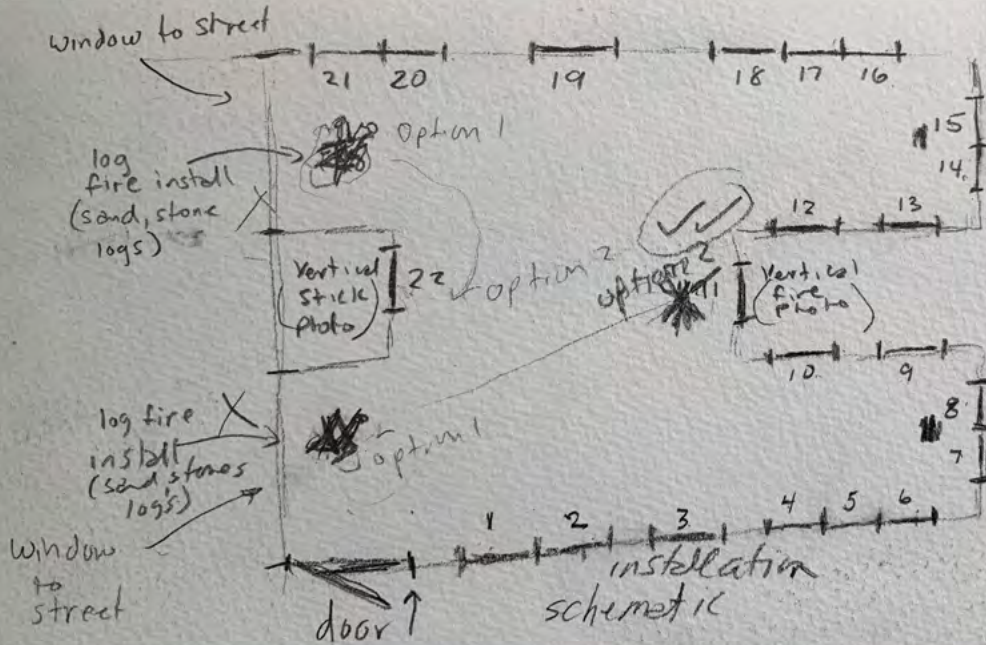 window to street
21 20 19 18 17 16
option 1
15
14
log
fire install
(sand, stone
logs)
X
12 13
vertical
stick
photo
22
option 2
option 2
11
vertical
fire
photo
10 9
8
7
log fire
install
(sand, stones
logs)
X
option 1
1 2 3 4 5 6
window
to
street
door
installation
schematic